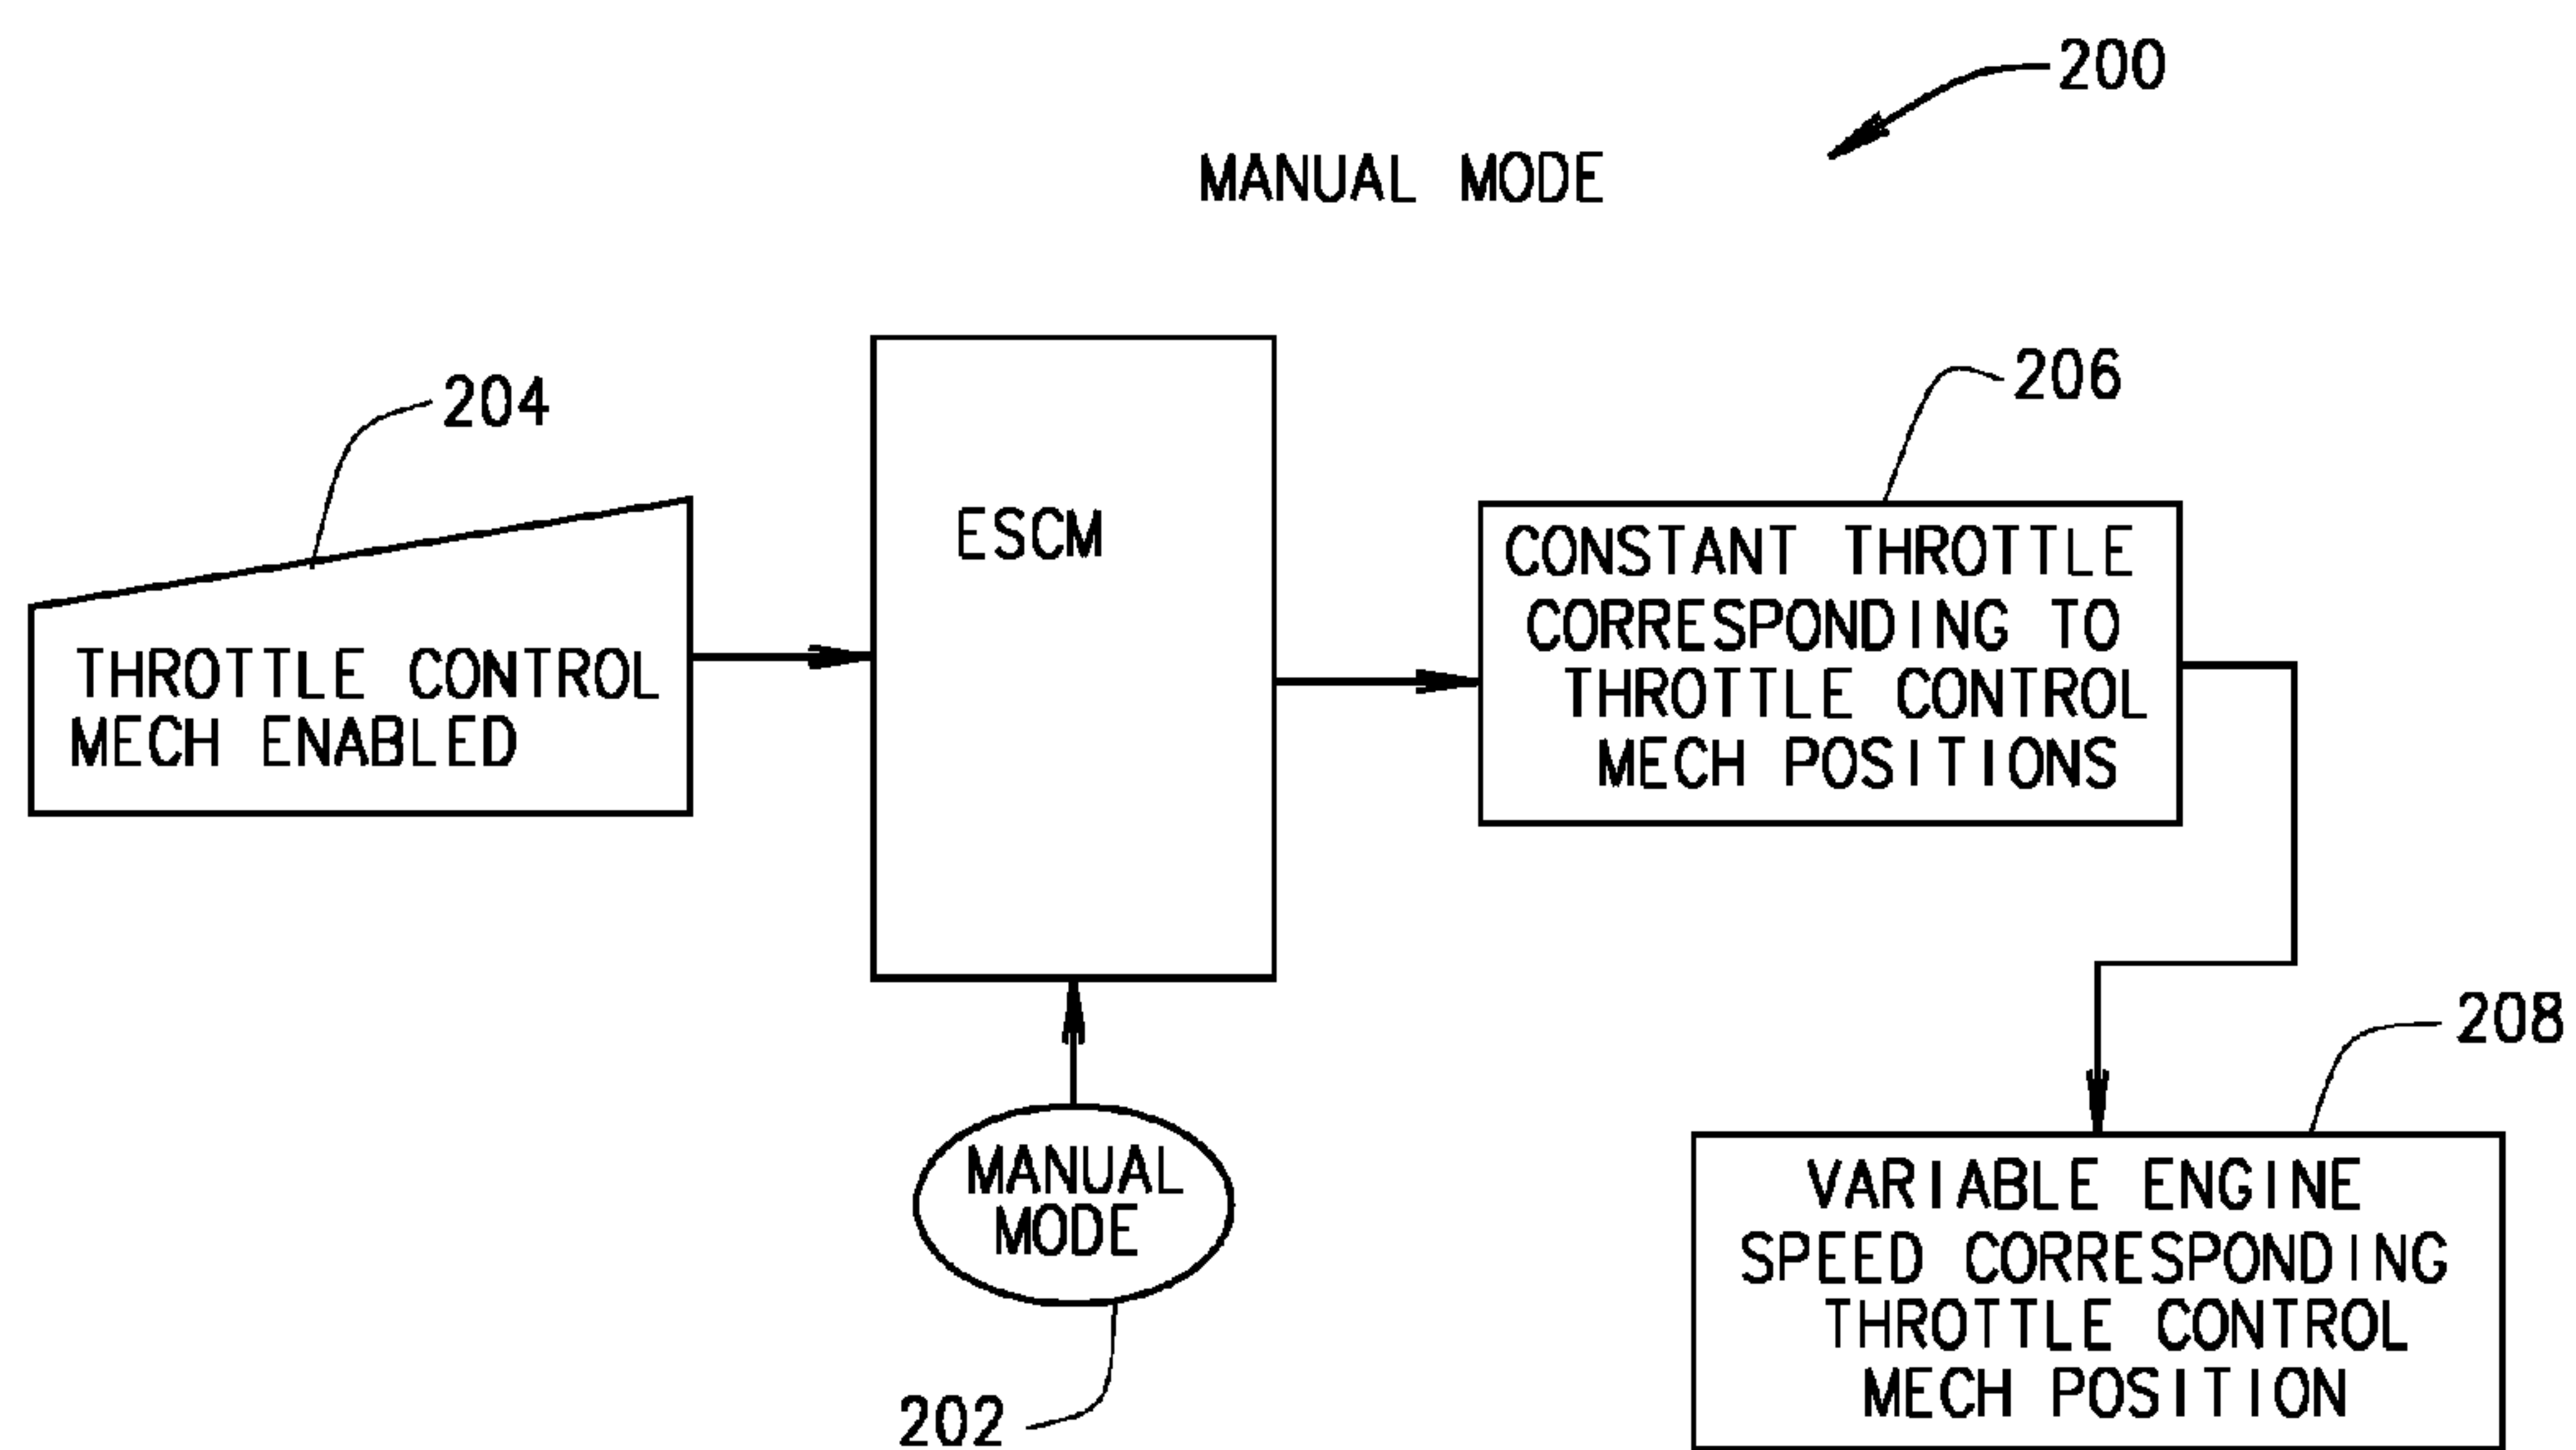 200
MANUAL MODE
204
THROTTLE CONTROL
MECH ENABLED
ESCM
206
CONSTANT THROTTLE
CORRESPONDING TO
THROTTLE CONTROL
MECH POSITIONS
MANUAL
MODE
202
208
VARIABLE ENGINE
SPEED CORRESPONDING
THROTTLE CONTROL
MECH POSITION